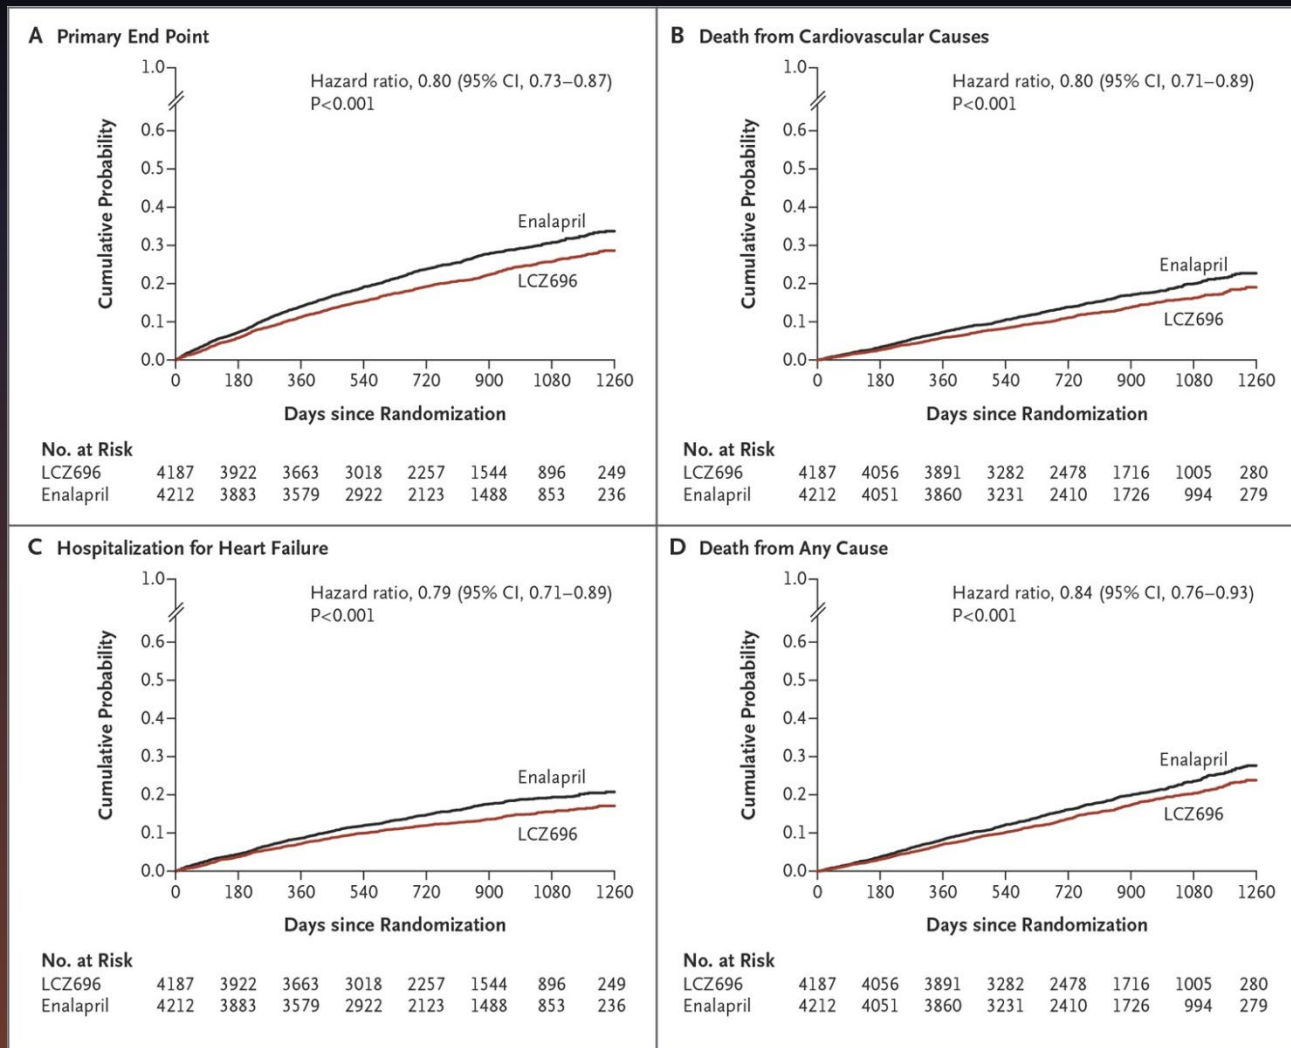 A Primary End Point
1.0
0.6
0.5
0.4
0.3
0.2
0.1
0.0
Cumulative Probability
Hazard ratio, 0.80 (95% CI, 0.73–0.87)
P<0.001
Enalapril
LCZ696
0 180 360 540 720 900 1080 1260
Days since Randomization
No. at Risk
LCZ696 4187 3922 3663 3018 2257 1544 896 249
Enalapril 4212 3883 3579 2922 2123 1488 853 236
B Death from Cardiovascular Causes
1.0
0.6
0.5
0.4
0.3
0.2
0.1
0.0
Cumulative Probability
Hazard ratio, 0.80 (95% CI, 0.71–0.89)
P<0.001
Enalapril
LCZ696
0 180 360 540 720 900 1080 1260
Days since Randomization
No. at Risk
LCZ696 4187 4056 3891 3282 2478 1716 1005 280
Enalapril 4212 4051 3860 3231 2410 1726 994 279
C Hospitalization for Heart Failure
1.0
0.6
0.5
0.4
0.3
0.2
0.1
0.0
Cumulative Probability
Hazard ratio, 0.79 (95% CI, 0.71–0.89)
P<0.001
Enalapril
LCZ696
0 180 360 540 720 900 1080 1260
Days since Randomization
No. at Risk
LCZ696 4187 3922 3663 3018 2257 1544 896 249
Enalapril 4212 3883 3579 2922 2123 1488 853 236
D Death from Any Cause
1.0
0.6
0.5
0.4
0.3
0.2
0.1
0.0
Cumulative Probability
Hazard ratio, 0.84 (95% CI, 0.76–0.93)
P<0.001
Enalapril
LCZ696
0 180 360 540 720 900 1080 1260
Days since Randomization
No. at Risk
LCZ696 4187 4056 3891 3282 2478 1716 1005 280
Enalapril 4212 4051 3860 3231 2410 1726 994 279